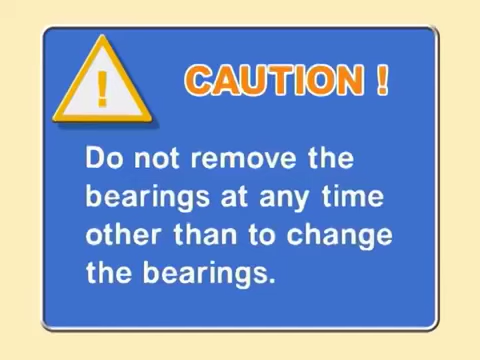 CAUTION !
Do not remove the
bearings at any time
other than to change
the bearings.